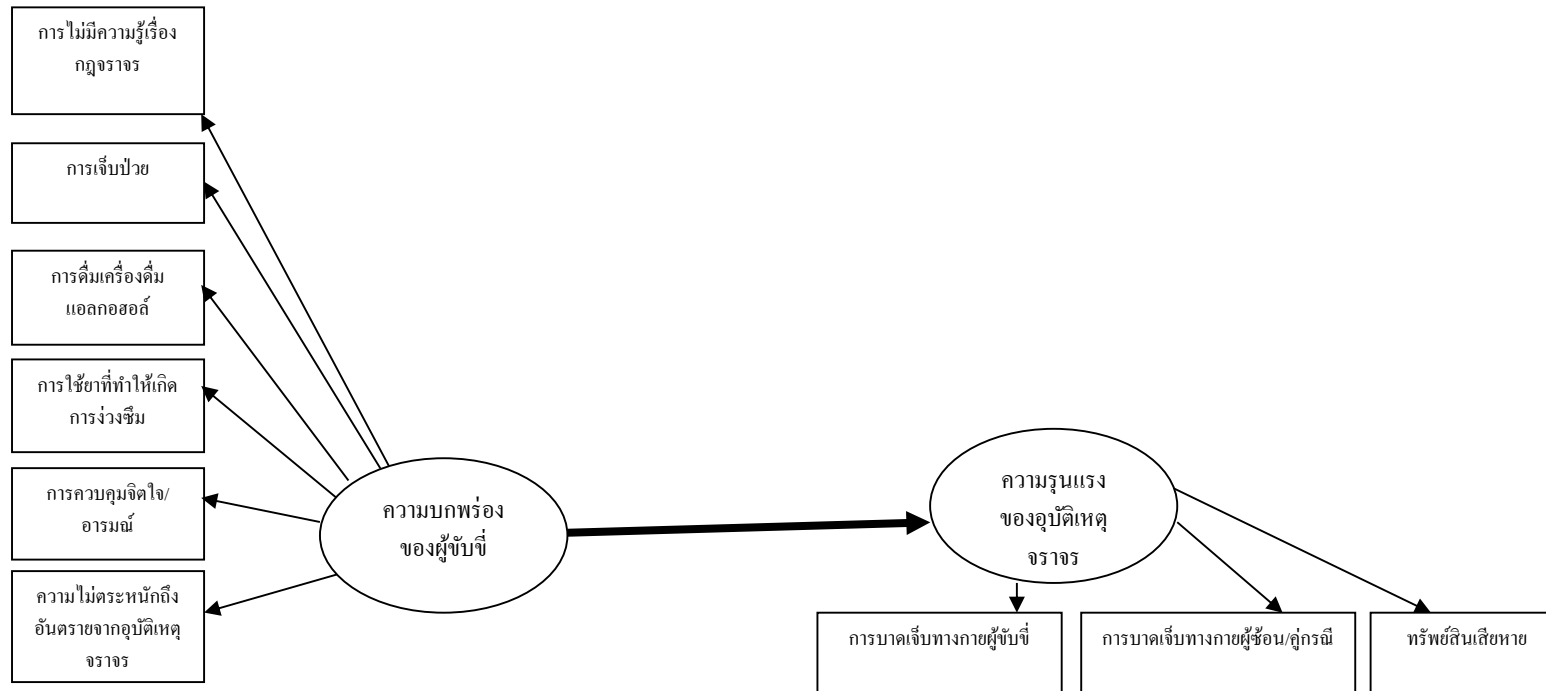 การไม่มีความรู้เรื่อง
กฎจราจร
การเจ็บป่วย
การดื่มเครื่องดื่ม
แอลกอฮอล์
การใช้ยาที่ทำให้เกิด
การง่วงซึม
การควบคุมจิตใจ/
อารมณ์
ความไม่ตระหนักถึง
อันตรายจากอุบัติเหตุ
จราจร
ความบกพร่อง
ของผู้ขับขี่
ความรุนแรง
ของอุบัติเหตุ
จราจร
การบาดเจ็บทางกายผู้ขับขี่
การบาดเจ็บทางกายผู้ซ้อน/คู่กรณี
ทรัพย์สินเสียหาย